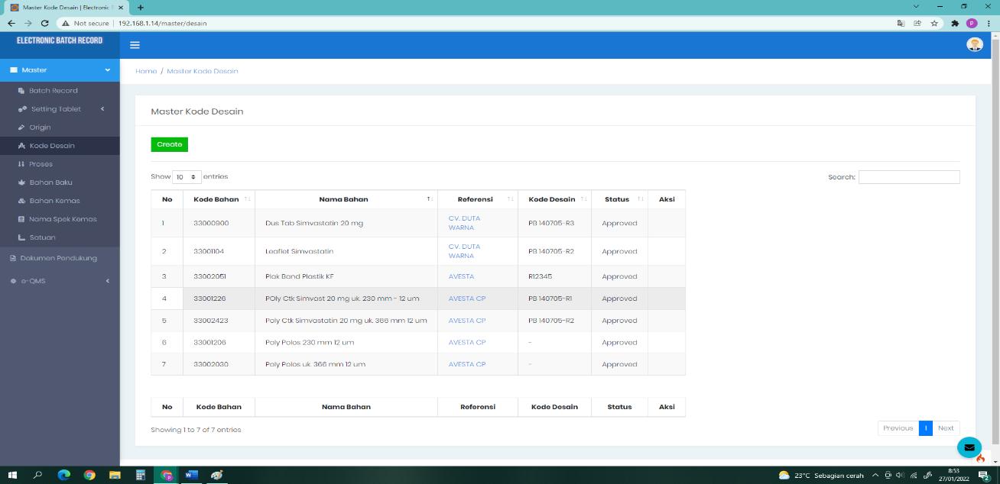 Master Kode Desain | Electronic
Not secure 192.168.1.14/master/desain
P
ELECTRONIC BATCH RECORD
Master
Home / Master Kode Desain
Batch Record
Setting Tablet
Origin
Kode Desain
Proses
Bahan Baku
Bahan Kemas
Nama Spek Kemas
Satuan
Dokumen Pendukung
e-QMS
Master Kode Desain
Create
Show 10 entries
Search:
No Kode Bahan Nama Bahan Referensi Kode Desain Status Aksi
1 33000900 Dus Tab Simvastatin 20 mg CV. DUTA WARNA PB 140705-R3 Approved
2 33001104 Leaflet Simvastatin CV. DUTA WARNA PB 140705-R2 Approved
3 33002051 Plak Band Plastik KF AVESTA R12345 Approved
4 33001226 POly Ctk Simvast 20 mg uk. 230 mm - 12 um AVESTA CP PB 140705-R1 Approved
5 33002423 Poly Ctk Simvastatin 20 mg uk. 366 mm 12 um AVESTA CP PB 140705-R2 Approved
6 33001206 Poly Polos 230 mm 12 um AVESTA CP - Approved
7 33002030 Poly Polos uk. 366 mm 12 um AVESTA CP - Approved
No Kode Bahan Nama Bahan Referensi Kode Desain Status Aksi
Showing 1 to 7 of 7 entries
Previous 1 Next
23°C Sebagian cerah
8:53
27/01/2022
2